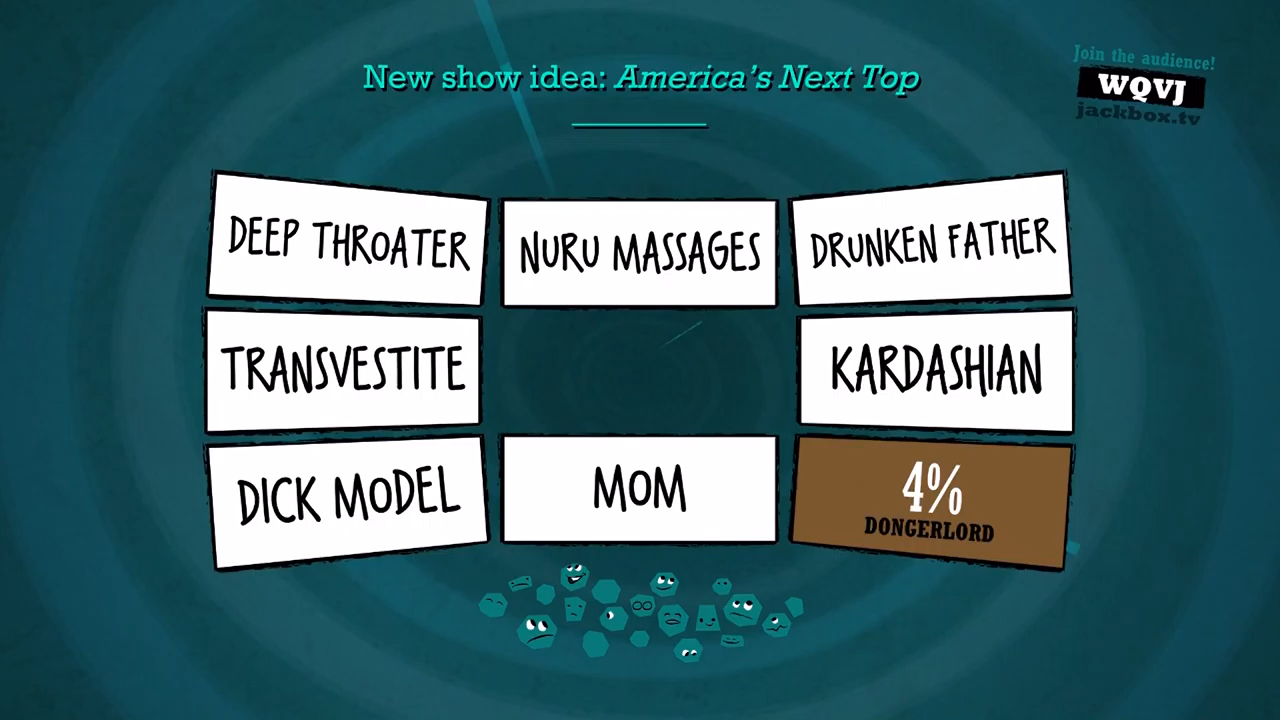 New show idea: America's Next Top
Join the audience!
WQVJ
jackbox.tv
DEEP THROATER
NURU MASSAGES
DRUNKEN FATHER
TRANSVESTITE
KARDASHIAN
DICK MODEL
MOM
4%
DONGERLORD